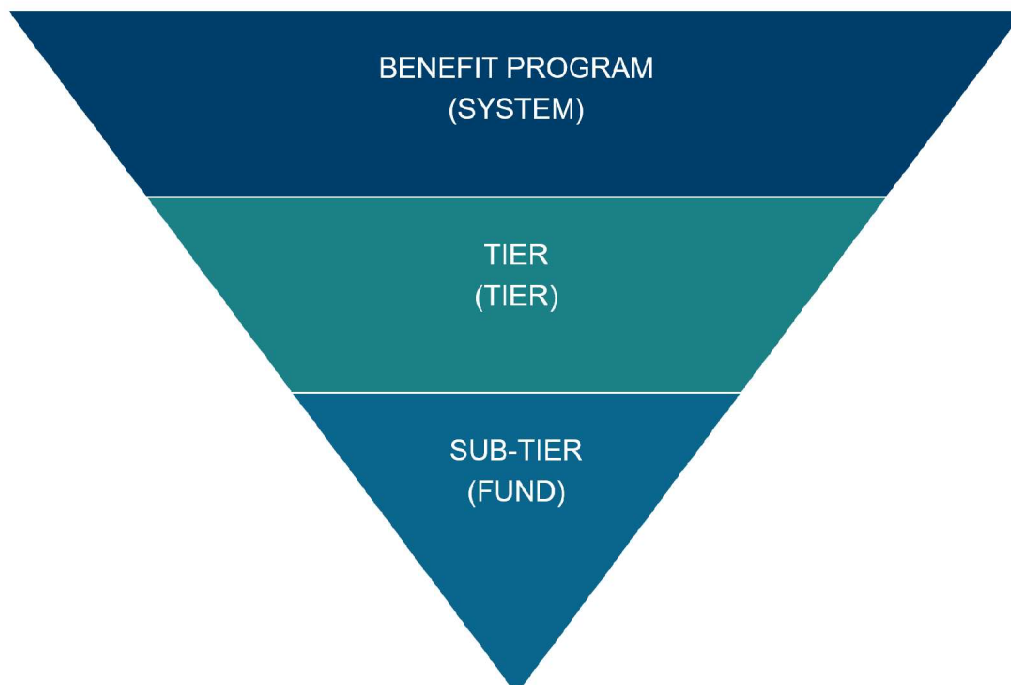 BENEFIT PROGRAM
(SYSTEM)
TIER
(TIER)
SUB-TIER
(FUND)